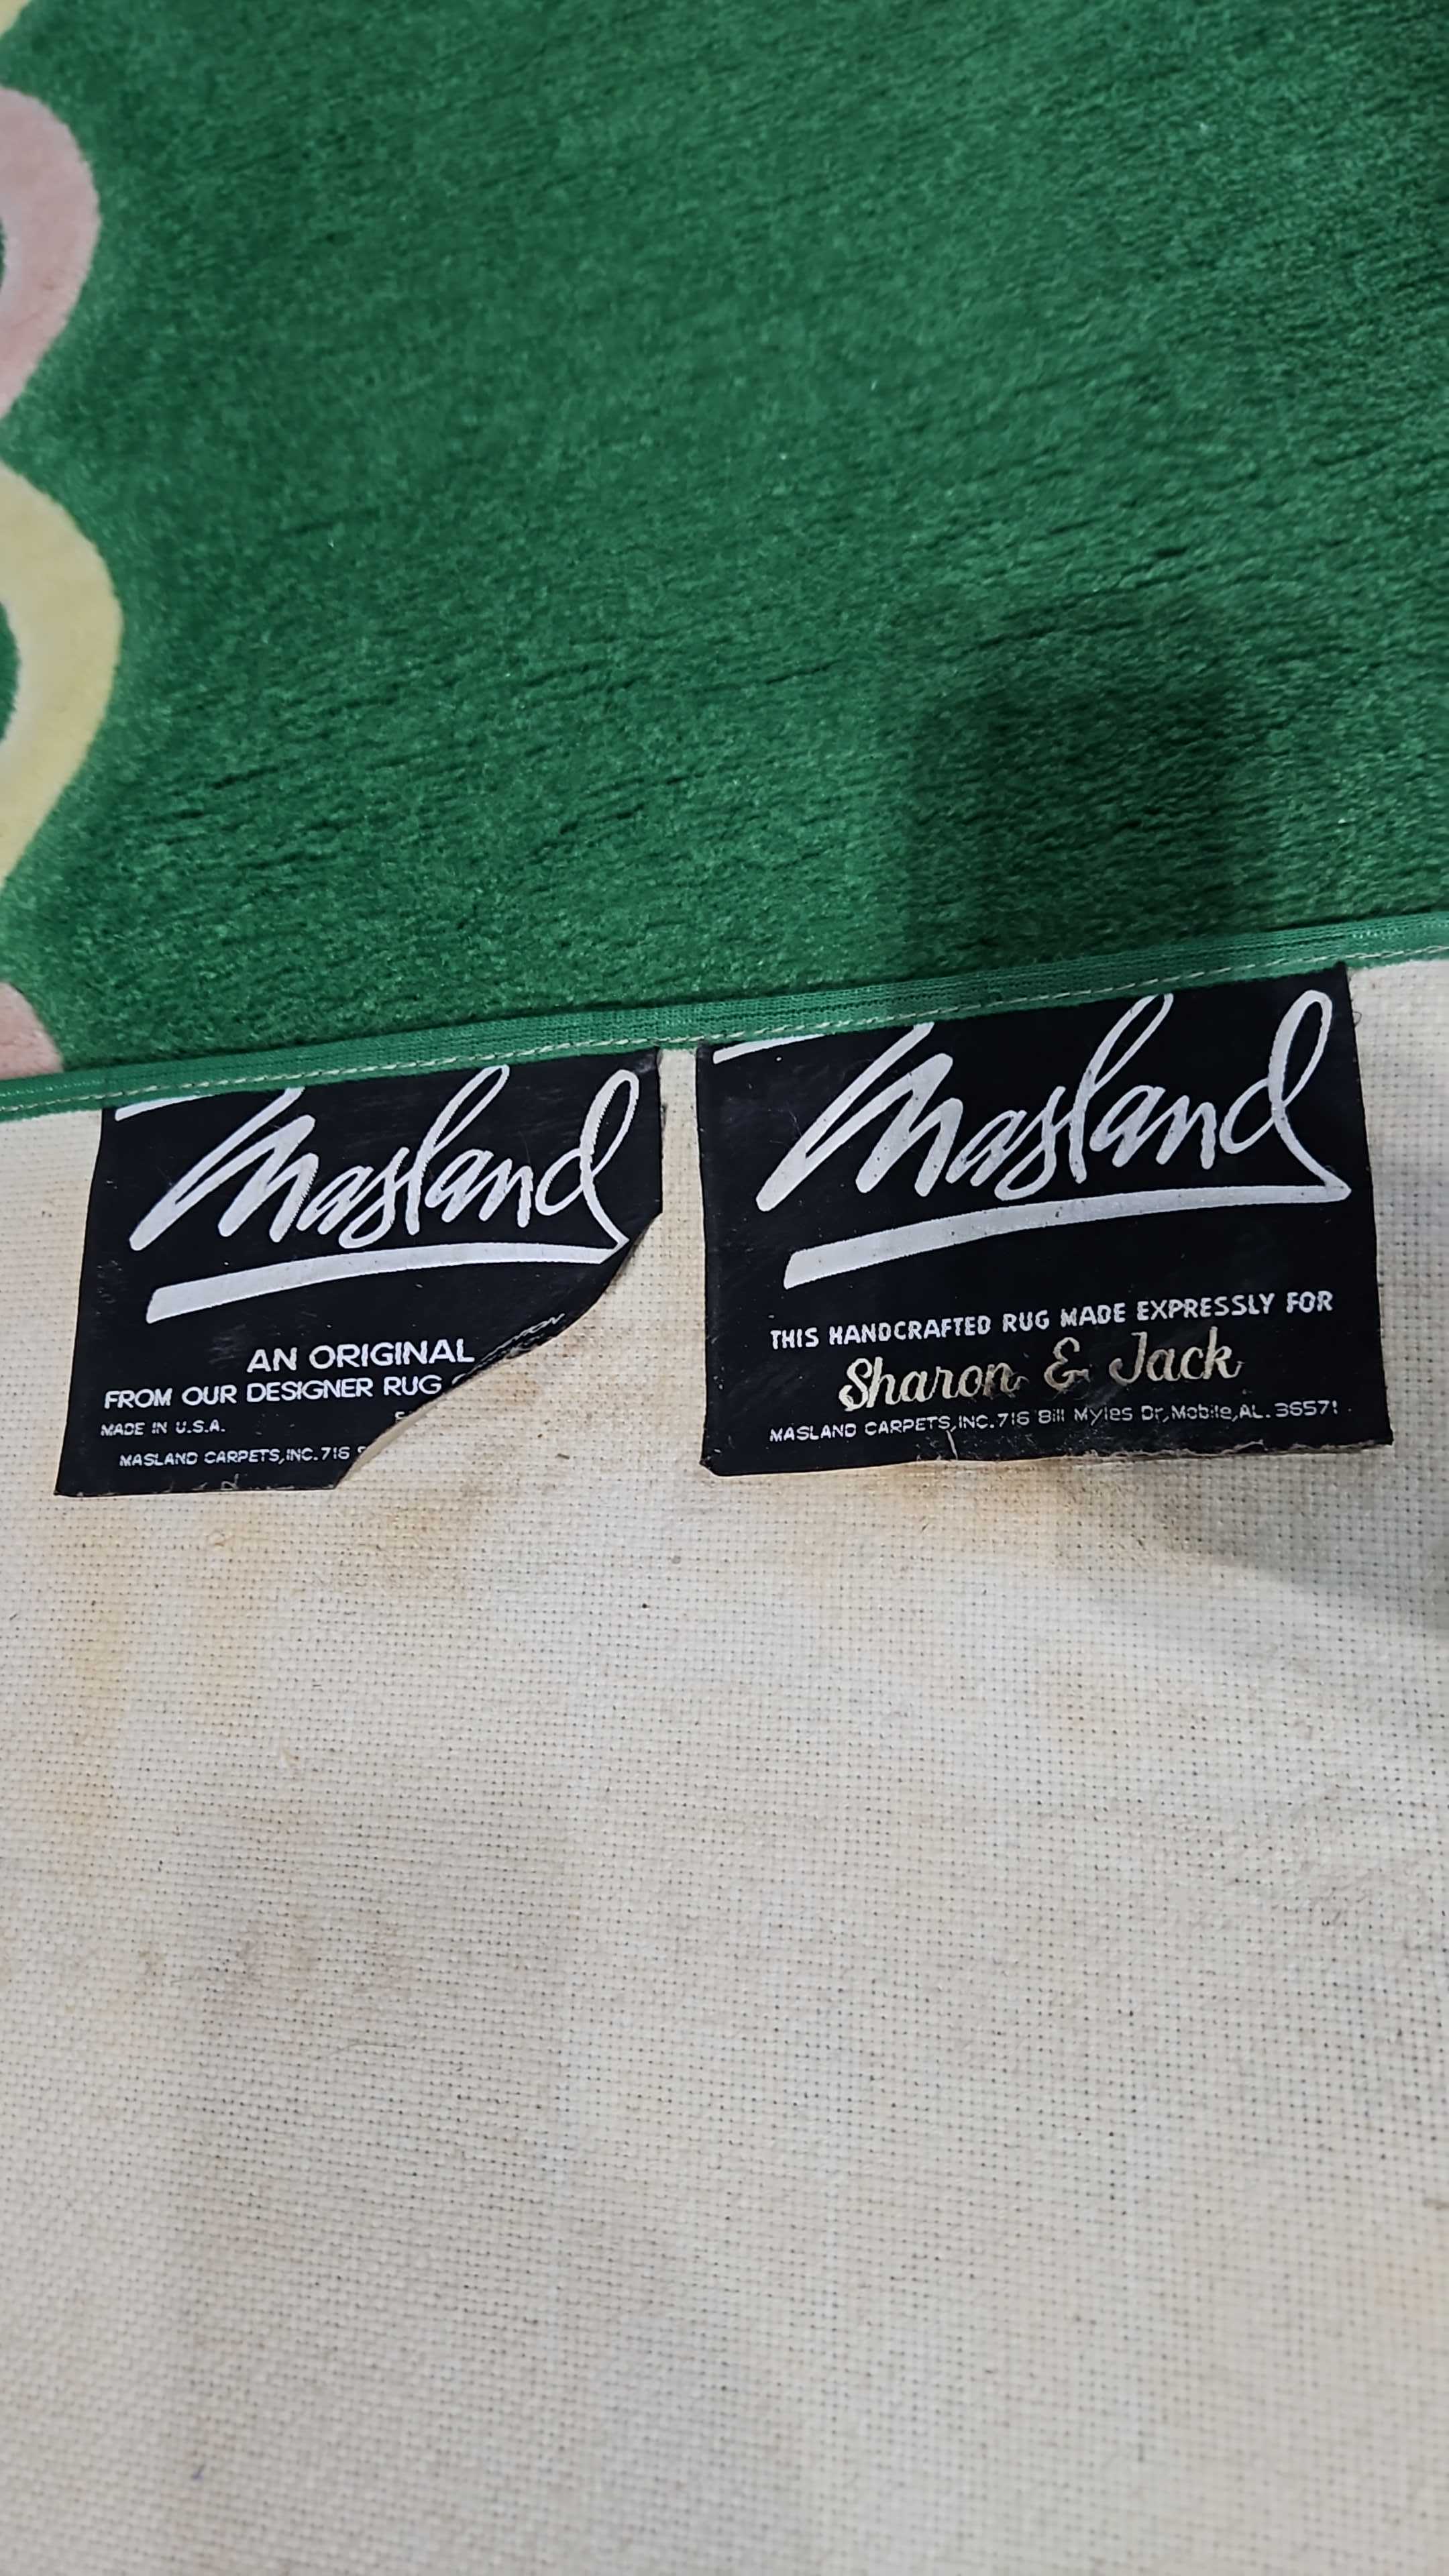 Masland
AN ORIGINAL
FROM OUR DESIGNER RUG
MADE IN U.S.A.
MASLAND CARPETS, INC. 716
Masland
THIS HANDCRAFTED RUG MADE EXPRESSLY FOR
Sharon & Jack
MASLAND CARPETS, INC. 716 Bill Myles Dr, Mobile, AL. 36571